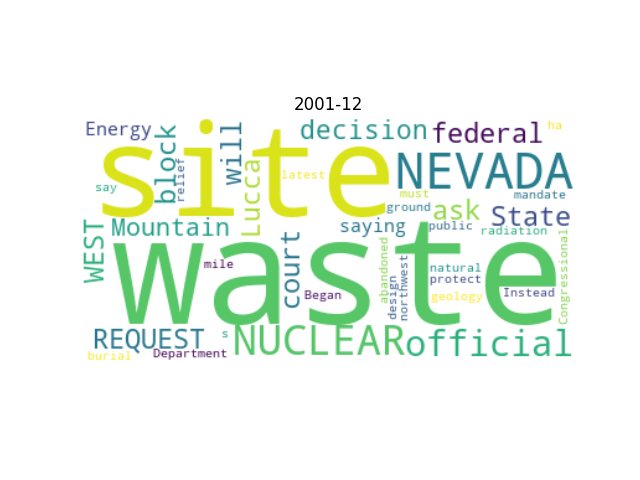 2001-12
Energy
block
relief
will
decision
federal
ha
site
latest
NEVADA
say
Lucca
must
mandate
ground
ask
State
WEST
Mountain
saying
public
radiation
waste
mile
court
Began
abandoned
design
northwest
natural
protect
geology
Instead
Congressional
REQUEST
s
NUCLEAR
official
burial
Department